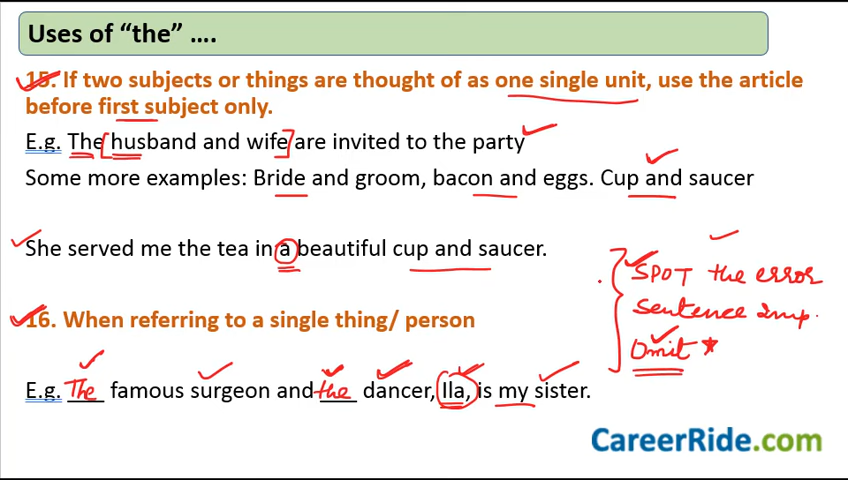 Uses of “the” ....
15. If two subjects or things are thought of as one single unit, use the article
before first subject only.
E.g. The [husband and wife] are invited to the party
Some more examples: Bride and groom, bacon and eggs. Cup and saucer
She served me the tea in a beautiful cup and saucer.
SPOT the error
Sentence Imp.
Omit *
16. When referring to a single thing/ person
E.g. The famous surgeon and the dancer, Ila, is my sister.
CareerRide.com